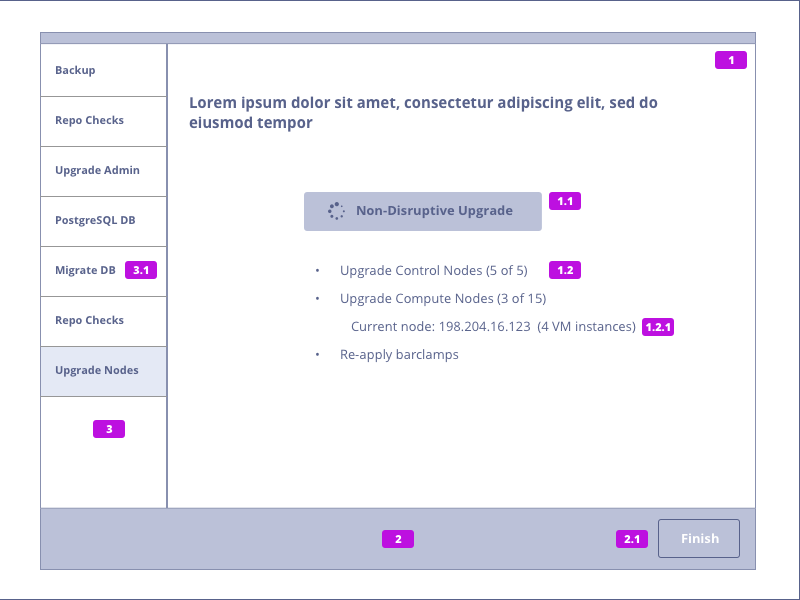 Backup
Repo Checks
Upgrade Admin
PostgreSQL DB
Migrate DB 3.1
Repo Checks
Upgrade Nodes
3
1
Lorem ipsum dolor sit amet, consectetur adipiscing elit, sed do
eiusmod tempor
Non-Disruptive Upgrade 1.1
• Upgrade Control Nodes (5 of 5) 1.2
• Upgrade Compute Nodes (3 of 15)
Current node: 198.204.16.123 (4 VM instances) 1.2.1
• Re-apply barclamps
2 2.1 Finish